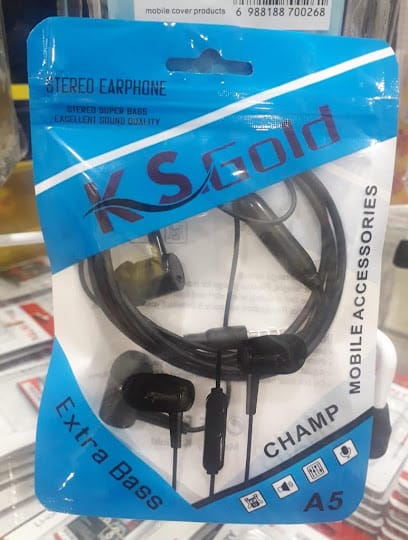 mobile cover products
6 988188 700268
STEREO EARPHONE
STEREO SUPER BASS
EXCELLENT SOUND QUALITY
KS.Gold
MOBILE ACCESSORIES
Extra Bass
CHAMP
A5